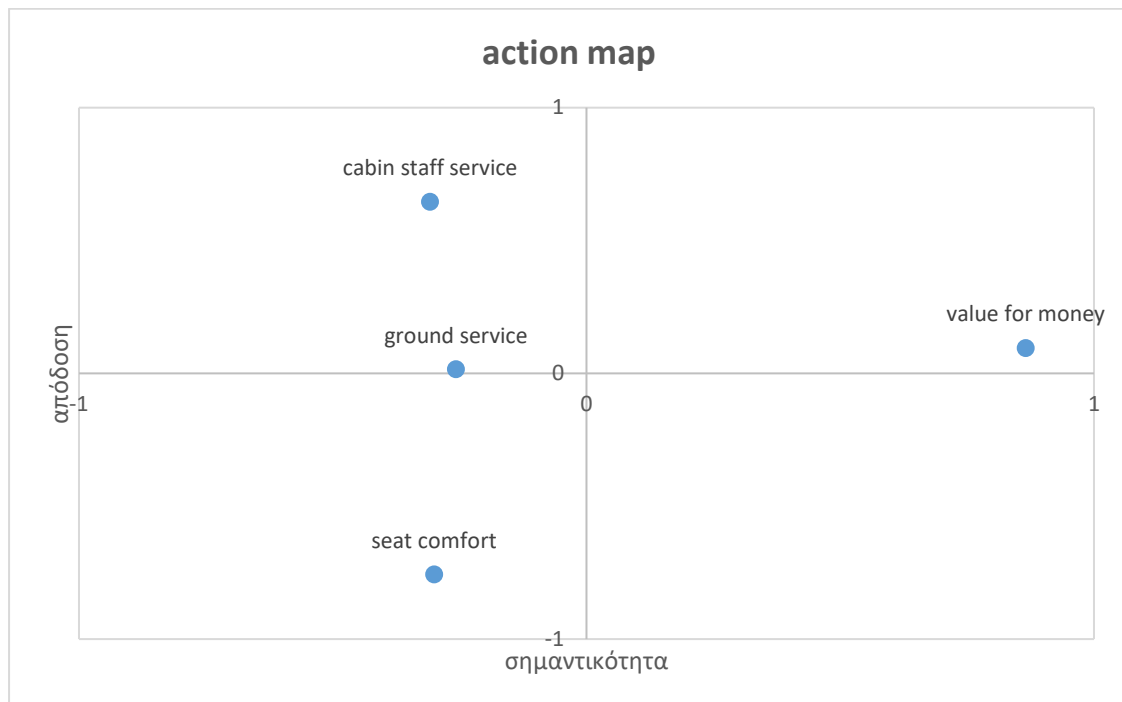 action map
1
cabin staff service
value for money
ground service
απόδοση
0
-1
0
1
seat comfort
-1
σημαντικότητα